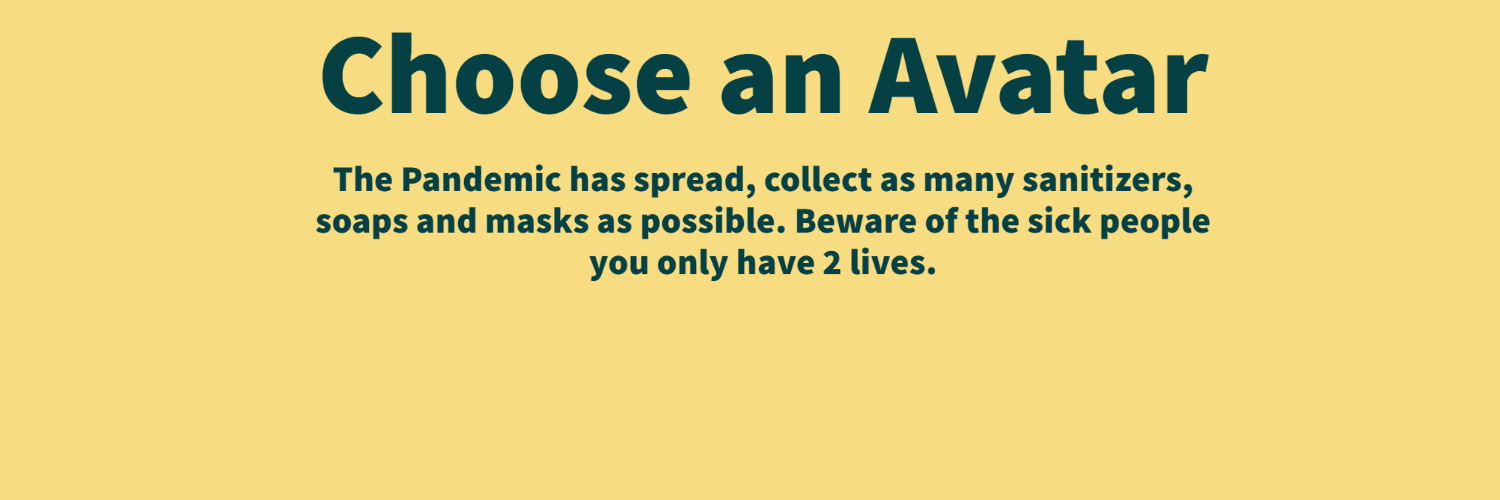 Choose an Avatar
The Pandemic has spread, collect as many sanitizers,
soaps and masks as possible. Beware of the sick people
you only have 2 lives.